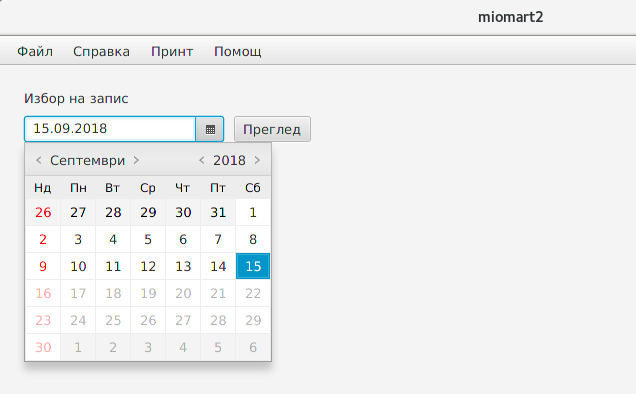 miomart2
Файл Справка Принт Помощ
Избор на запис
15.09.2018 Преглед
Септември 2018
Нд Пн Вт Ср Чт Пт Сб
26 27 28 29 30 31 1
2 3 4 5 6 7 8
9 10 11 12 13 14 15
16 17 18 19 20 21 22
23 24 25 26 27 28 29
30 1 2 3 4 5 6